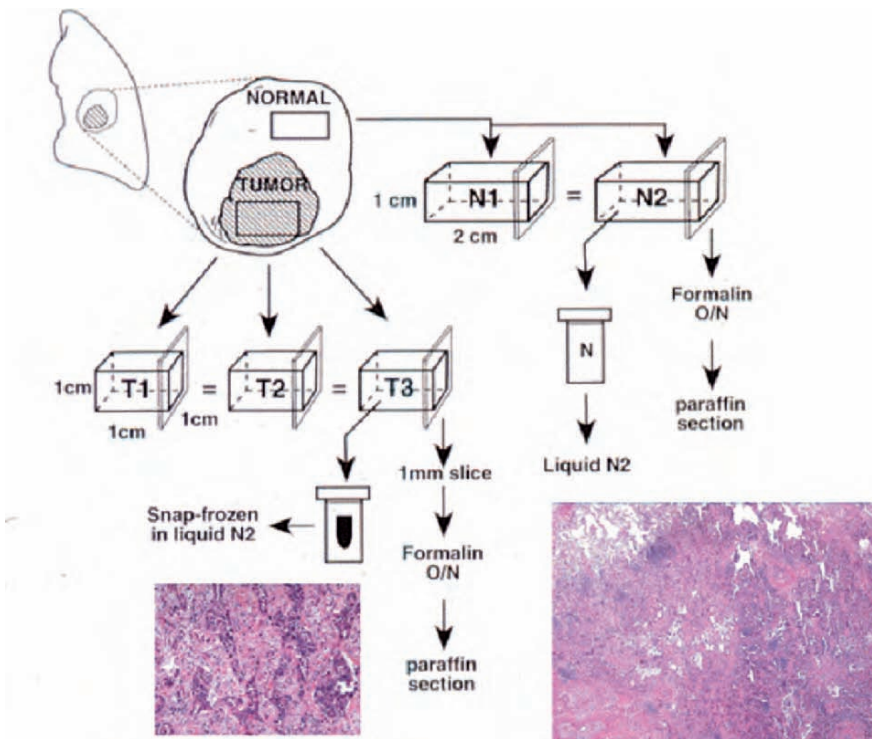 NORMAL
TUMOR
1 cm
N1
=
N2
2 cm
Formalin
O/N
N
paraffin
section
Liquid N2
1cm
T1
=
T2
=
T3
1cm
1cm
1mm slice
Snap-frozen
in liquid N2
Formalin
O/N
paraffin
section